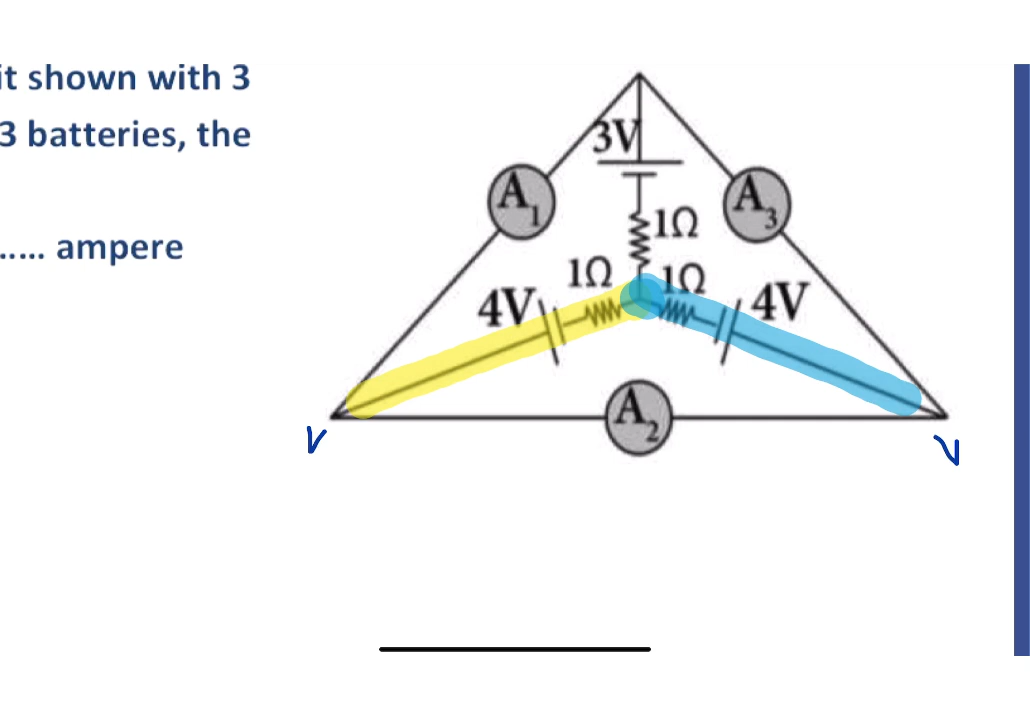 it shown with 3
3 batteries, the
..... ampere
3V
A1
A3
1Ω
1Ω
1Ω
4V
4V
A2
V
V